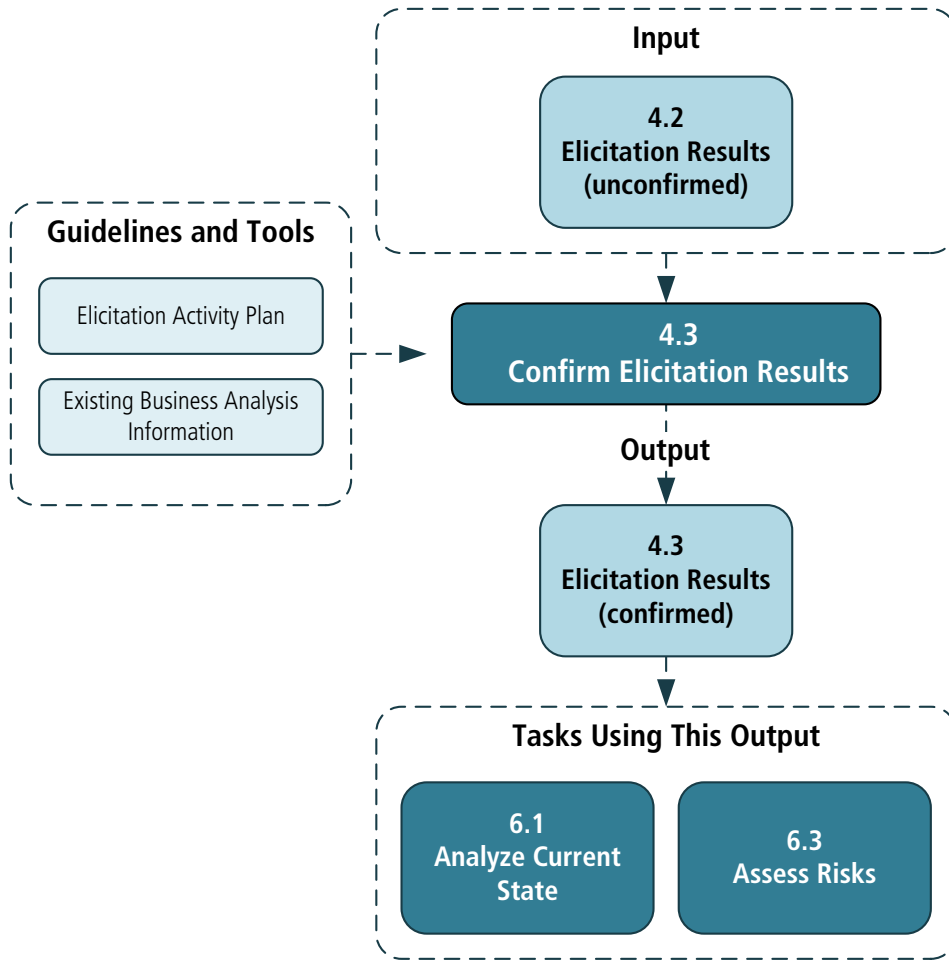 Input
4.2
Elicitation Results
(unconfirmed)
Guidelines and Tools
Elicitation Activity Plan
Existing Business Analysis
Information
4.3
Confirm Elicitation Results
Output
4.3
Elicitation Results
(confirmed)
Tasks Using This Output
6.1
Analyze Current
State
6.3
Assess Risks